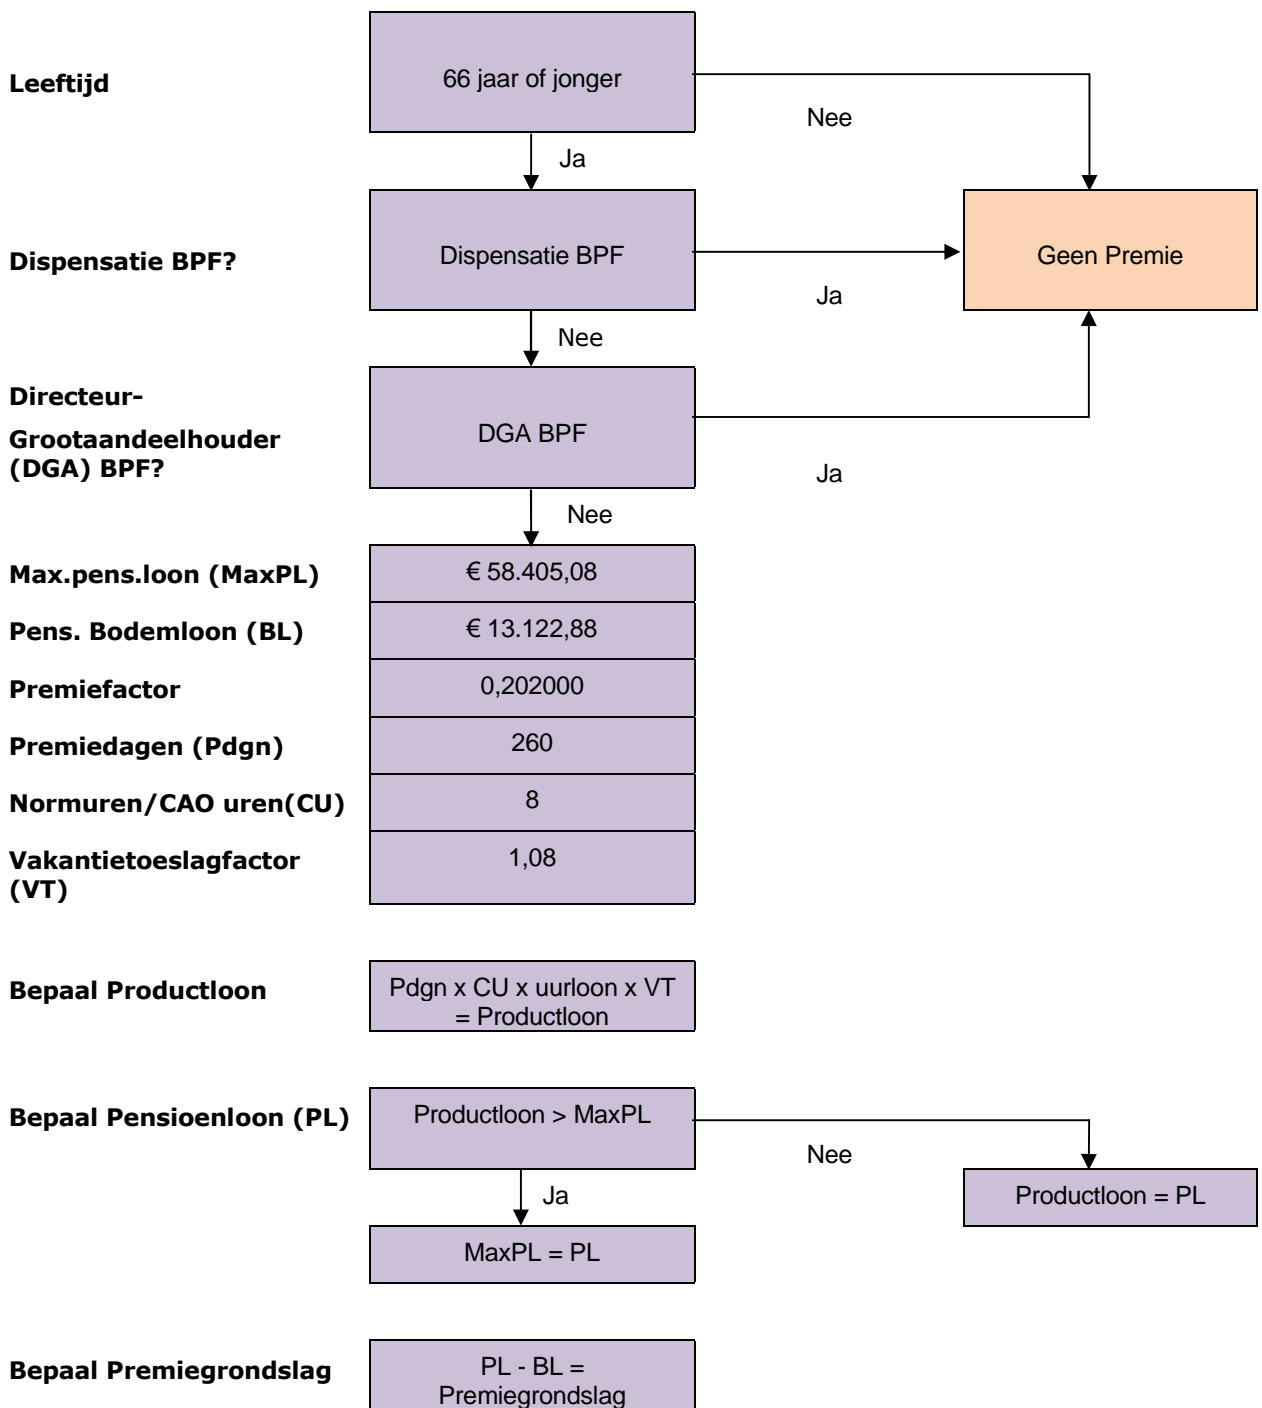 Leeftijd
66 jaar of jonger
Nee
Ja
Dispensatie BPF?
Dispensatie BPF
Geen Premie
Ja
Nee
Directeur-
Grootaandeelhouder
(DGA) BPF?
DGA BPF
Ja
Nee
Max.pens.loon (MaxPL)
€ 58.405,08
Pens. Bodemloon (BL)
€ 13.122,88
Premiefactor
0,202000
Premiedagen (Pdgn)
260
Normuren/CAO uren(CU)
8
Vakantietoeslagfactor
(VT)
1,08
Bepaal Productloon
Pdgn x CU x uurloon x VT
= Productloon
Bepaal Pensioenloon (PL)
Productloon > MaxPL
Nee
Ja
Productloon = PL
MaxPL = PL
Bepaal Premiegrondslag
PL - BL =
Premiegrondslag